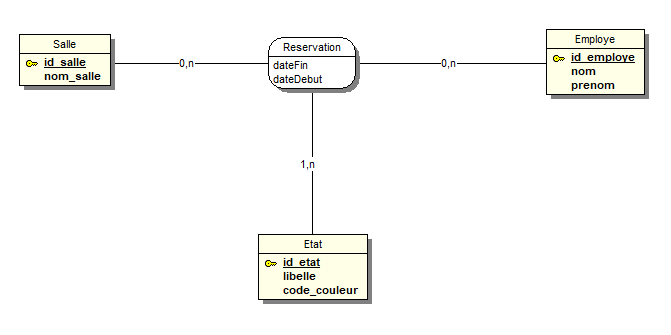 Salle
id_salle
nom_salle
0,n
Reservation
dateFin
dateDebut
0,n
Employe
id_employe
nom
prenom
1,n
Etat
id_etat
libelle
code_couleur